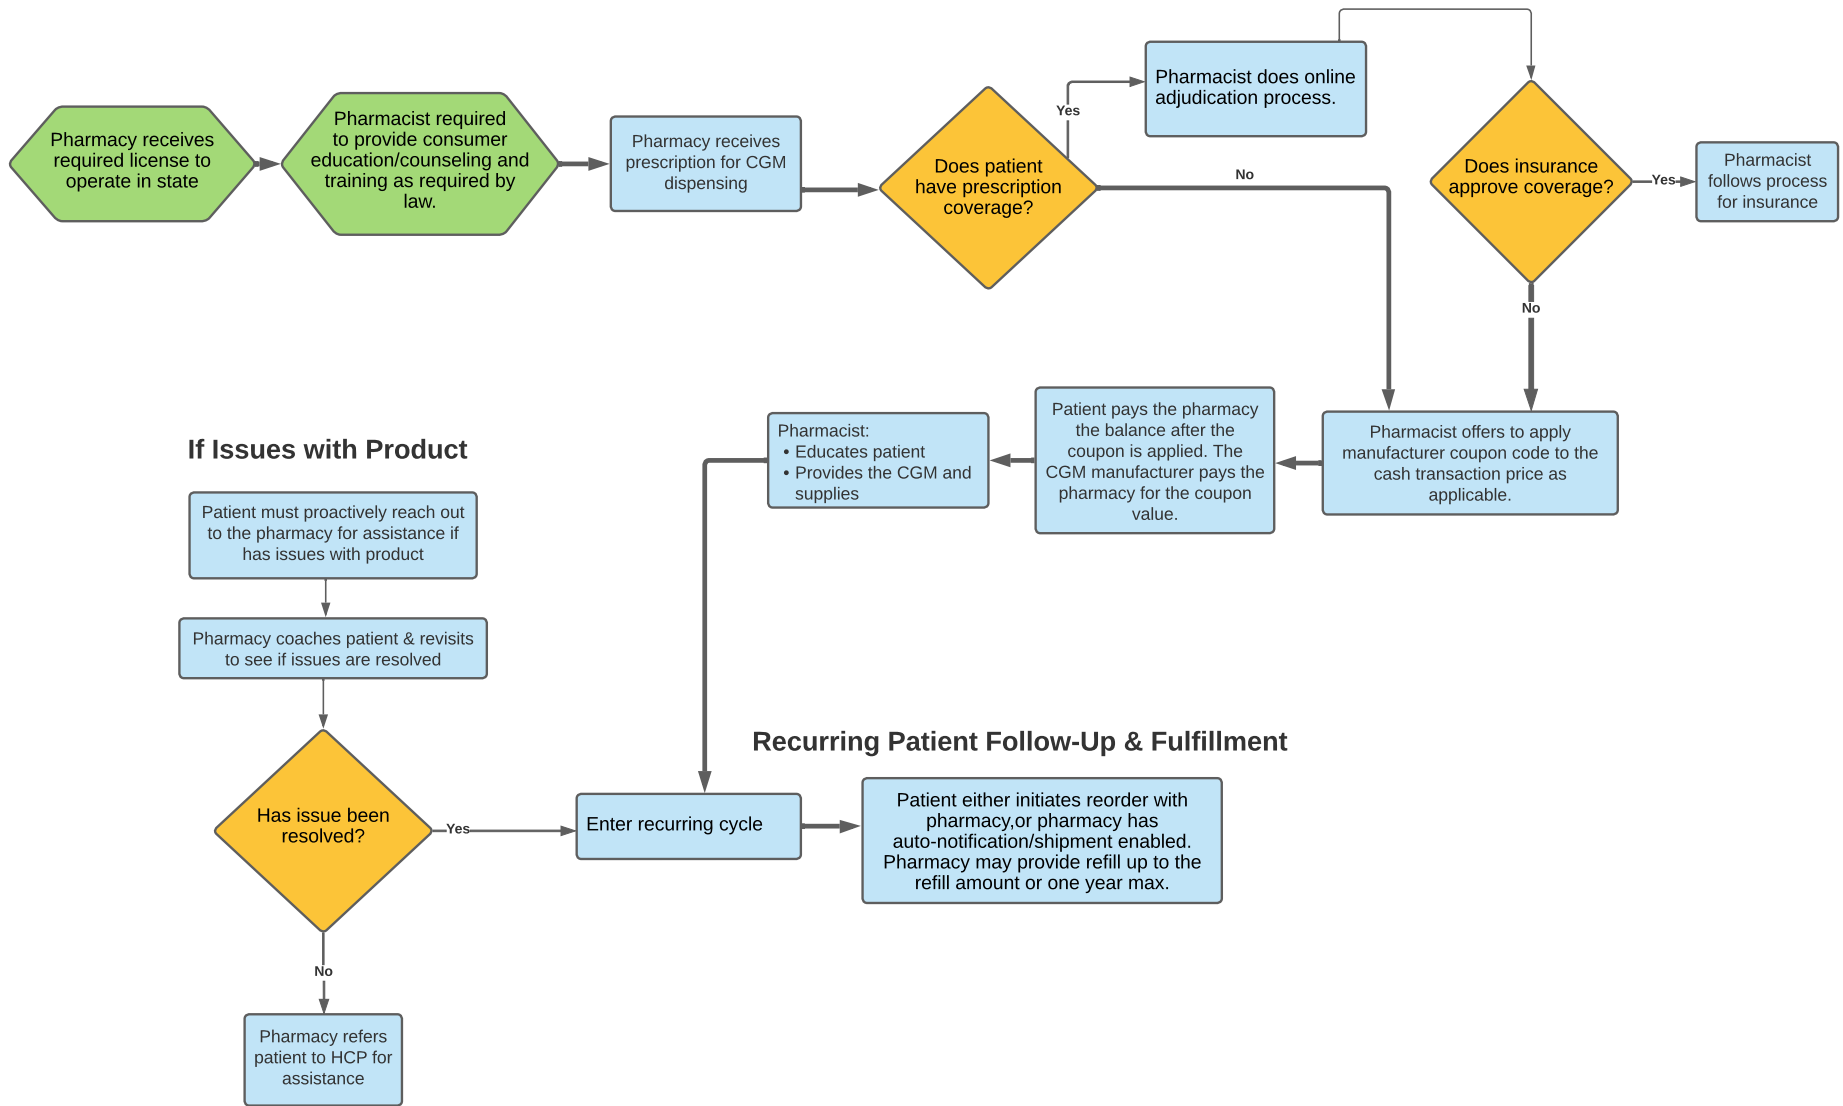 Pharmacy receives
required license to
operate in state
Pharmacist required
to provide consumer
education/counseling and
training as required by
law.
Pharmacy receives
prescription for CGM
dispensing
Does patient
have prescription
coverage?
Yes
No
Pharmacist does online
adjudication process.
Does insurance
approve coverage?
Yes
No
Pharmacist
follows process
for insurance
Pharmacist offers to apply
manufacturer coupon code to the
cash transaction price as
applicable.
Patient pays the pharmacy
the balance after the
coupon is applied. The
CGM manufacturer pays the
pharmacy for the coupon
value.
Pharmacist:
• Educates patient
• Provides the CGM and
supplies
If Issues with Product
Patient must proactively reach out
to the pharmacy for assistance if
has issues with product
Pharmacy coaches patient & revisits
to see if issues are resolved
Has issue been
resolved?
Yes
No
Pharmacy refers
patient to HCP for
assistance
Recurring Patient Follow-Up & Fulfillment
Enter recurring cycle
Patient either initiates reorder with
pharmacy,or pharmacy has
auto-notification/shipment enabled.
Pharmacy may provide refill up to the
refill amount or one year max.